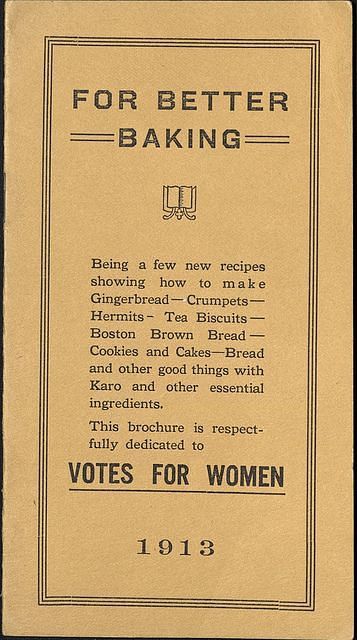 FOR BETTER
BAKING
Being a few new recipes
showing how to make
Gingerbread — Crumpets —
Hermits - Tea Biscuits —
Boston Brown Bread —
Cookies and Cakes—Bread
and other good things with
Karo and other essential
ingredients.
This brochure is respect-
fully dedicated to
VOTES FOR WOMEN
1913